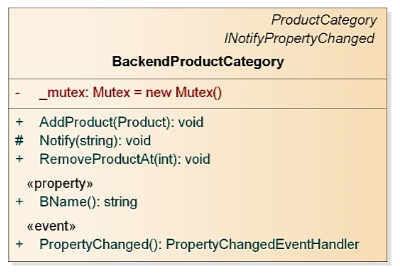 ProductCategory
INotifyPropertyChanged
BackendProductCategory
- _mutex: Mutex = new Mutex()
+ AddProduct(Product): void
# Notify(string): void
+ RemoveProductAt(int): void
«property»
+ BName(): string
«event»
+ PropertyChanged(): PropertyChangedEventHandler